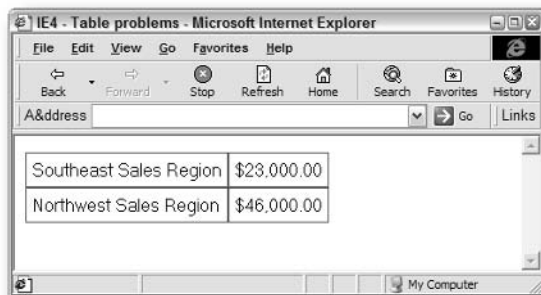 IE4 - Table problems - Microsoft Internet Explorer
File Edit View Go Favorites Help
Back Forward Stop Refresh Home Search Favorites History
A&ddress Go Links
Southeast Sales Region $23,000.00
Northwest Sales Region $46,000.00
My Computer